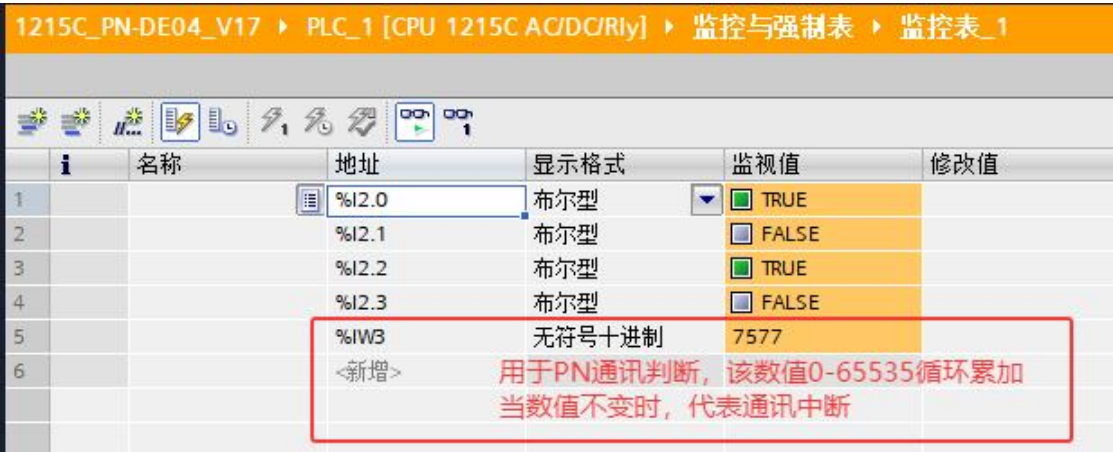 1215C_PN-DE04_V17 ▸ PLC_1 [CPU 1215C AC/DC/Rly] ▸ 监控与强制表 ▸ 监控表_1
i 名称 地址 显示格式 监视值 修改值
1 %I2.0 布尔型 TRUE
2 %I2.1 布尔型 FALSE
3 %I2.2 布尔型 TRUE
4 %I2.3 布尔型 FALSE
5 %IW3 无符号十进制 7577
6 <新增> 用于PN通讯判断，该数值0-65535循环累加
当数值不变时，代表通讯中断